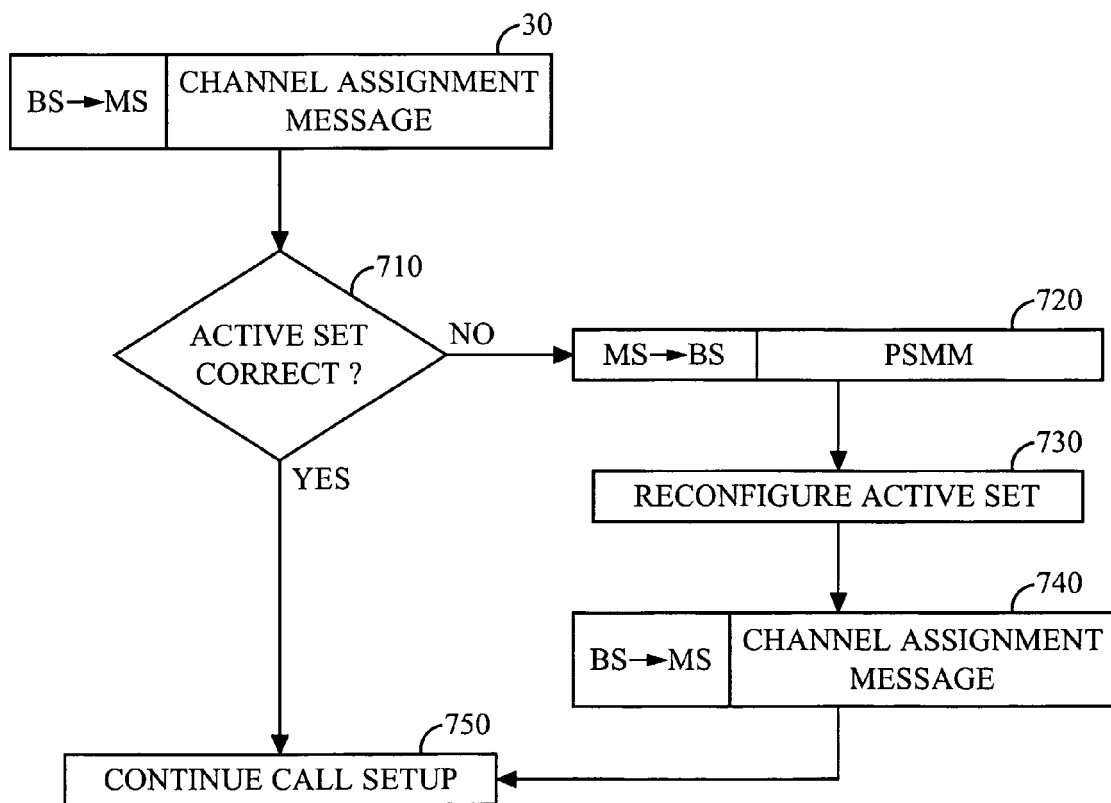 30
BS→MS
CHANNEL ASSIGNMENT
MESSAGE
710
ACTIVE SET
CORRECT ?
NO
YES
720
MS→BS
PSMM
730
RECONFIGURE ACTIVE SET
740
BS→MS
CHANNEL ASSIGNMENT
MESSAGE
750
CONTINUE CALL SETUP